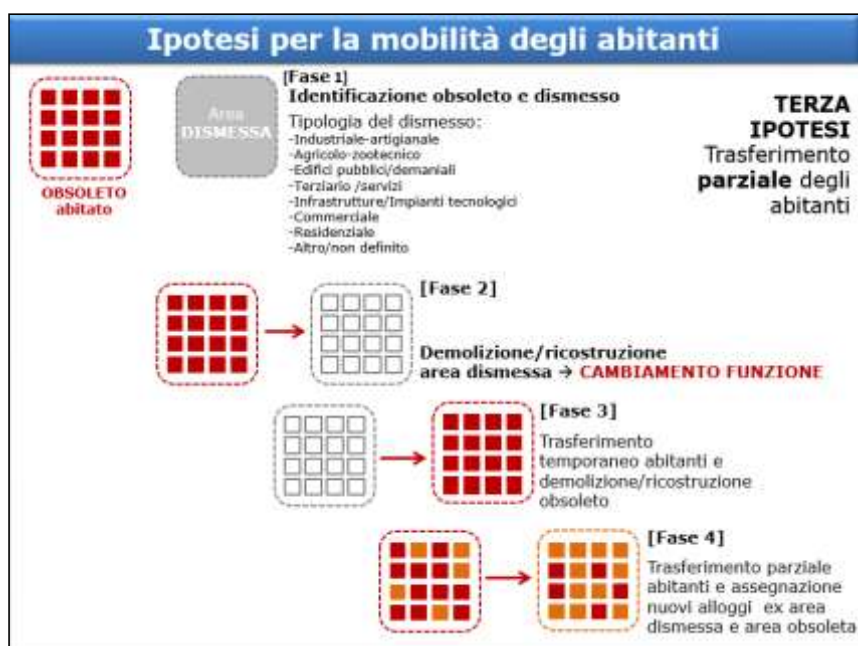 Ipotesi per la mobilità degli abitanti
OBSOLETO
abitato
Area
DISMESSA
[Fase 1]
Identificazione obsoleto e dismesso
Tipologia del dismesso:
-Industriale-artigianale
-Agricolo-zootecnico
-Edifici pubblici/demaniali
-Terziario /servizi
-Infrastrutture/Impianti tecnologici
-Commerciale
-Residenziale
-Altro/non definito
TERZA
IPOTESI
Trasferimento
parziale degli
abitanti
[Fase 2]
Demolizione/ricostruzione
area dismessa → CAMBIAMENTO FUNZIONE
[Fase 3]
Trasferimento
temporaneo abitanti e
demolizione/ricostruzione
obsoleto
[Fase 4]
Trasferimento parziale
abitanti e assegnazione
nuovi alloggi ex area
dismessa e area obsoleta